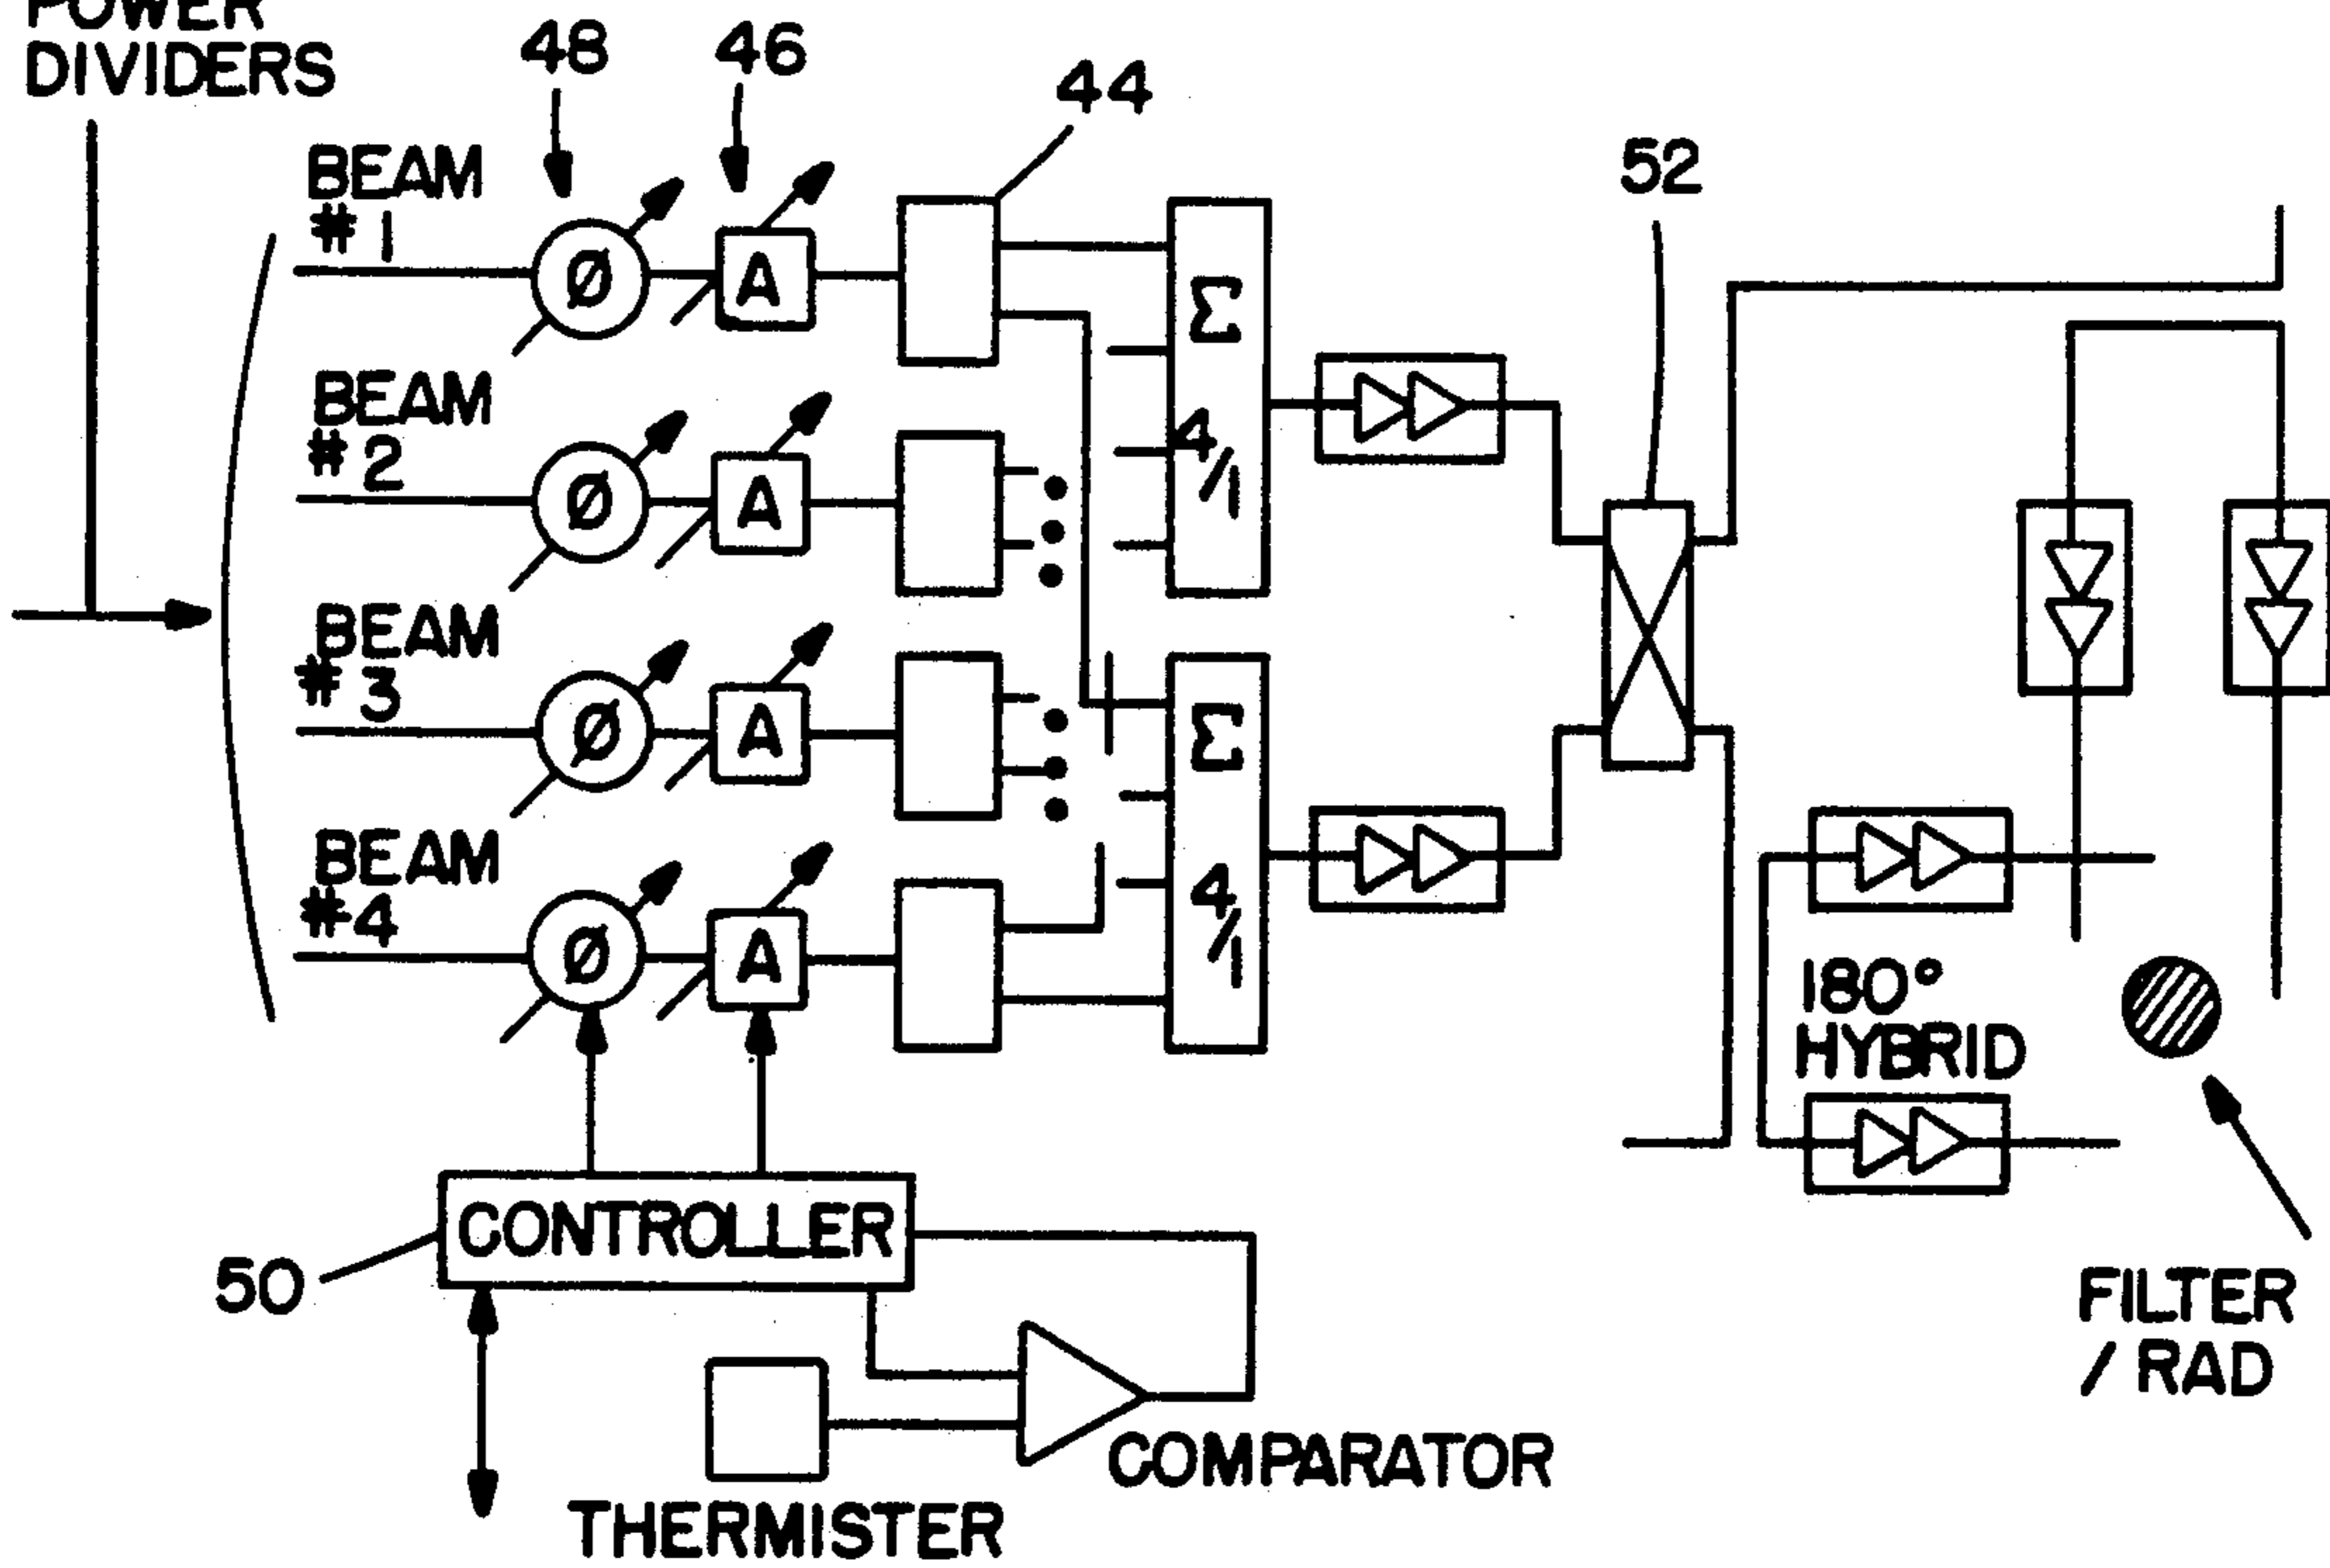 POWER
DIVIDERS
48
46
44
52
BEAM
#1
Ø
A
Σ
4/1
BEAM
#2
Ø
A
BEAM
#3
Ø
A
Σ
4/1
BEAM
#4
Ø
A
180°
HYBRID
CONTROLLER
50
FILTER
/ RAD
COMPARATOR
THERMISTER